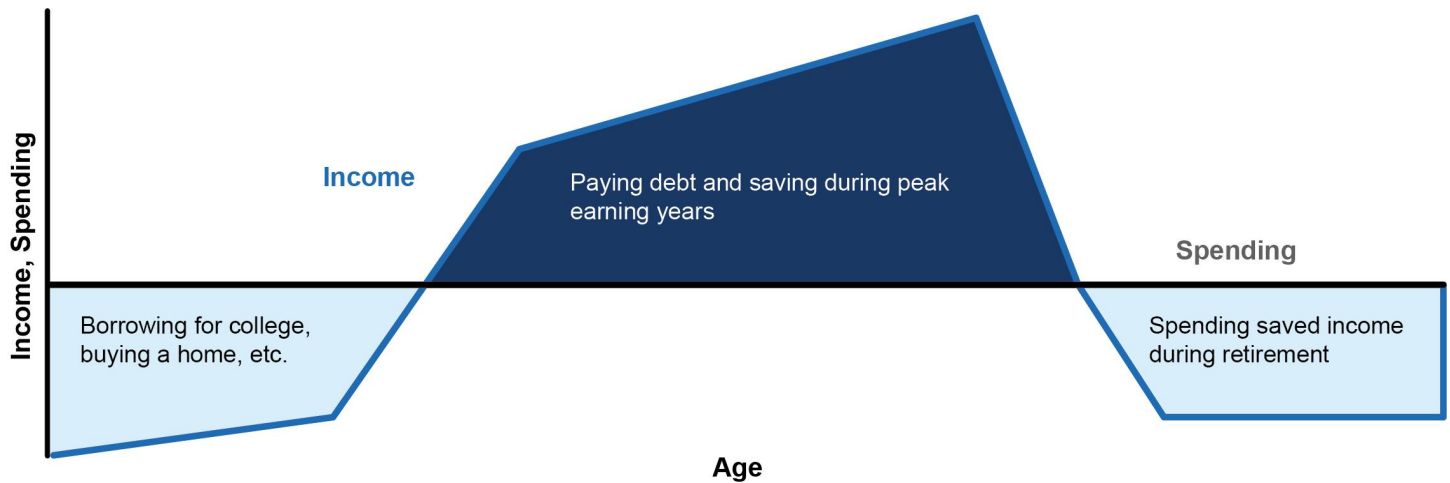 Income, Spending
Income
Paying debt and saving during peak
earning years
Spending
Borrowing for college,
buying a home, etc.
Spending saved income
during retirement
Age